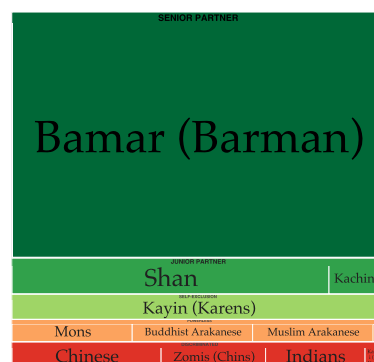 SENIOR PARTNER
Bamar (Barman)
JUNIOR PARTNER
Shan Kachin
SELF-EXCLUSION
Kayin (Karens)
POWERLESS
Mons Buddhist Arakanese Muslim Arakanese
DISCRIMINATED
Chinese Zomis (Chins) Indians